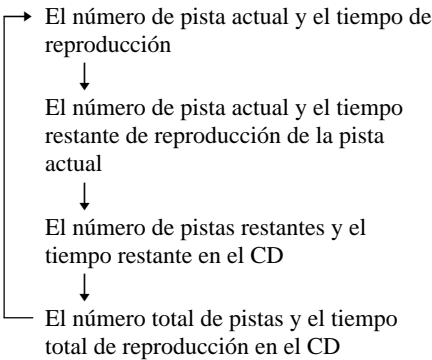 El número de pista actual y el tiempo de
reproducción
El número de pista actual y el tiempo
restante de reproducción de la pista
actual
El número de pistas restantes y el
tiempo restante en el CD
El número total de pistas y el tiempo
total de reproducción en el CD